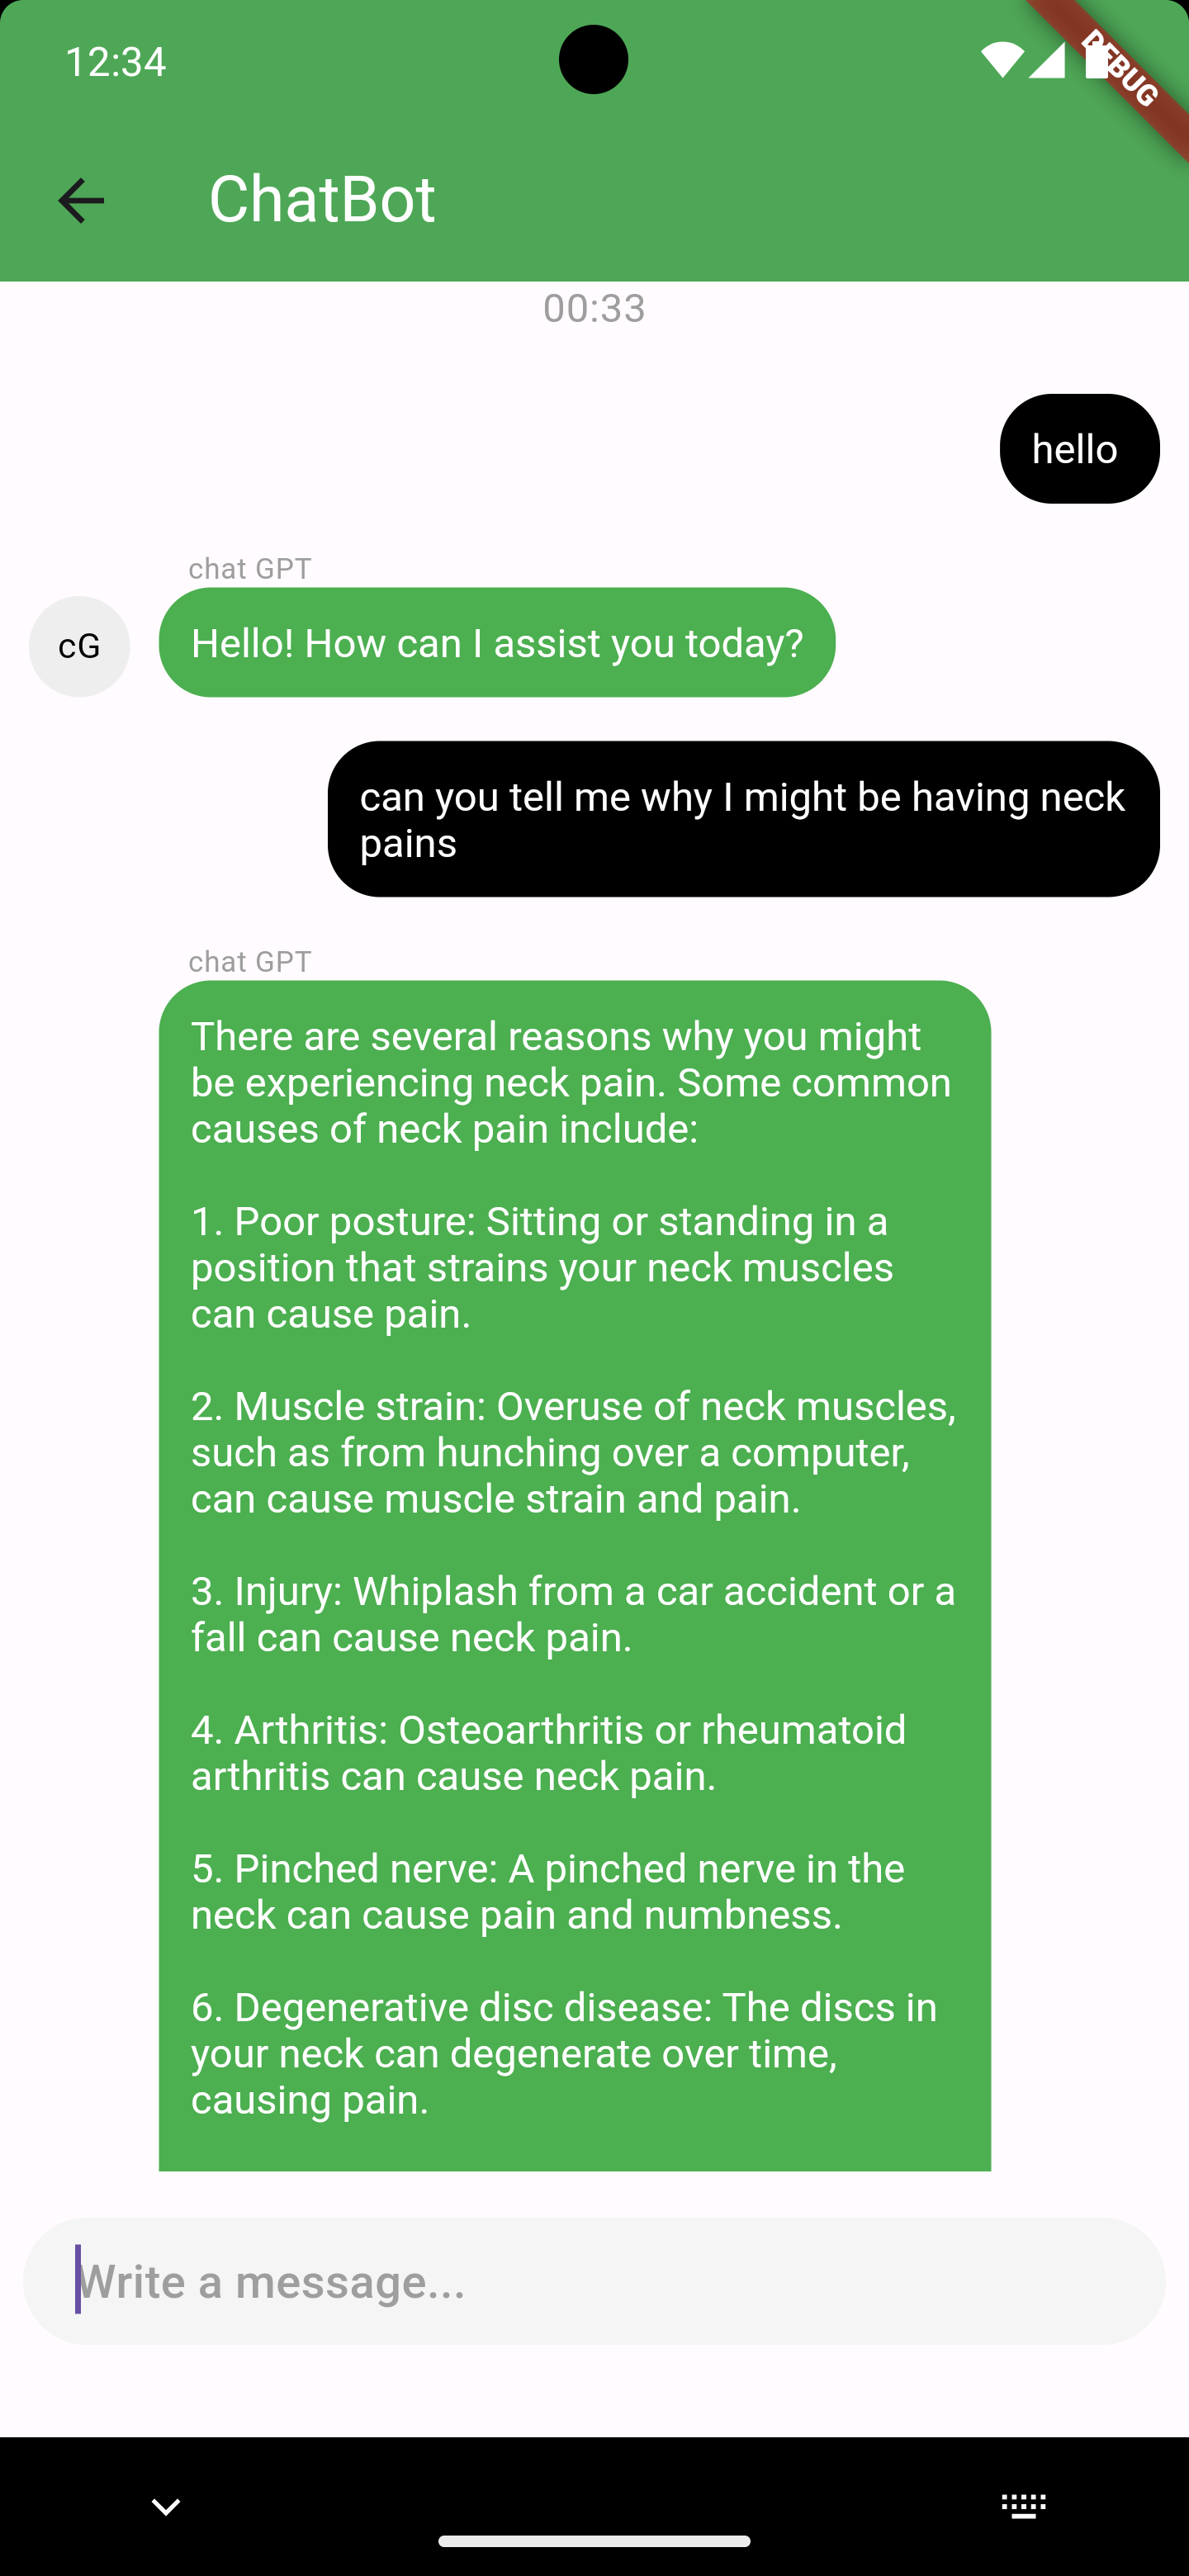 12:34
DEBUG
ChatBot
00:33
hello
chat GPT
cG
Hello! How can I assist you today?
can you tell me why I might be having neck
pains
chat GPT
There are several reasons why you might
be experiencing neck pain. Some common
causes of neck pain include:
1. Poor posture: Sitting or standing in a
position that strains your neck muscles
can cause pain.
2. Muscle strain: Overuse of neck muscles,
such as from hunching over a computer,
can cause muscle strain and pain.
3. Injury: Whiplash from a car accident or a
fall can cause neck pain.
4. Arthritis: Osteoarthritis or rheumatoid
arthritis can cause neck pain.
5. Pinched nerve: A pinched nerve in the
neck can cause pain and numbness.
6. Degenerative disc disease: The discs in
your neck can degenerate over time,
causing pain.
Write a message...